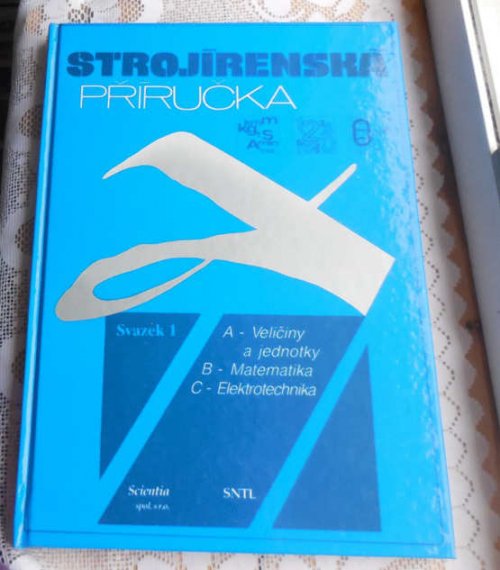 STROJÍRENSKÁ
PŘÍRUČKA
Svazek 1
A - Veličiny
a jednotky
B - Matematika
C - Elektrotechnika
Scientia
spol. s r.o.
SNTL